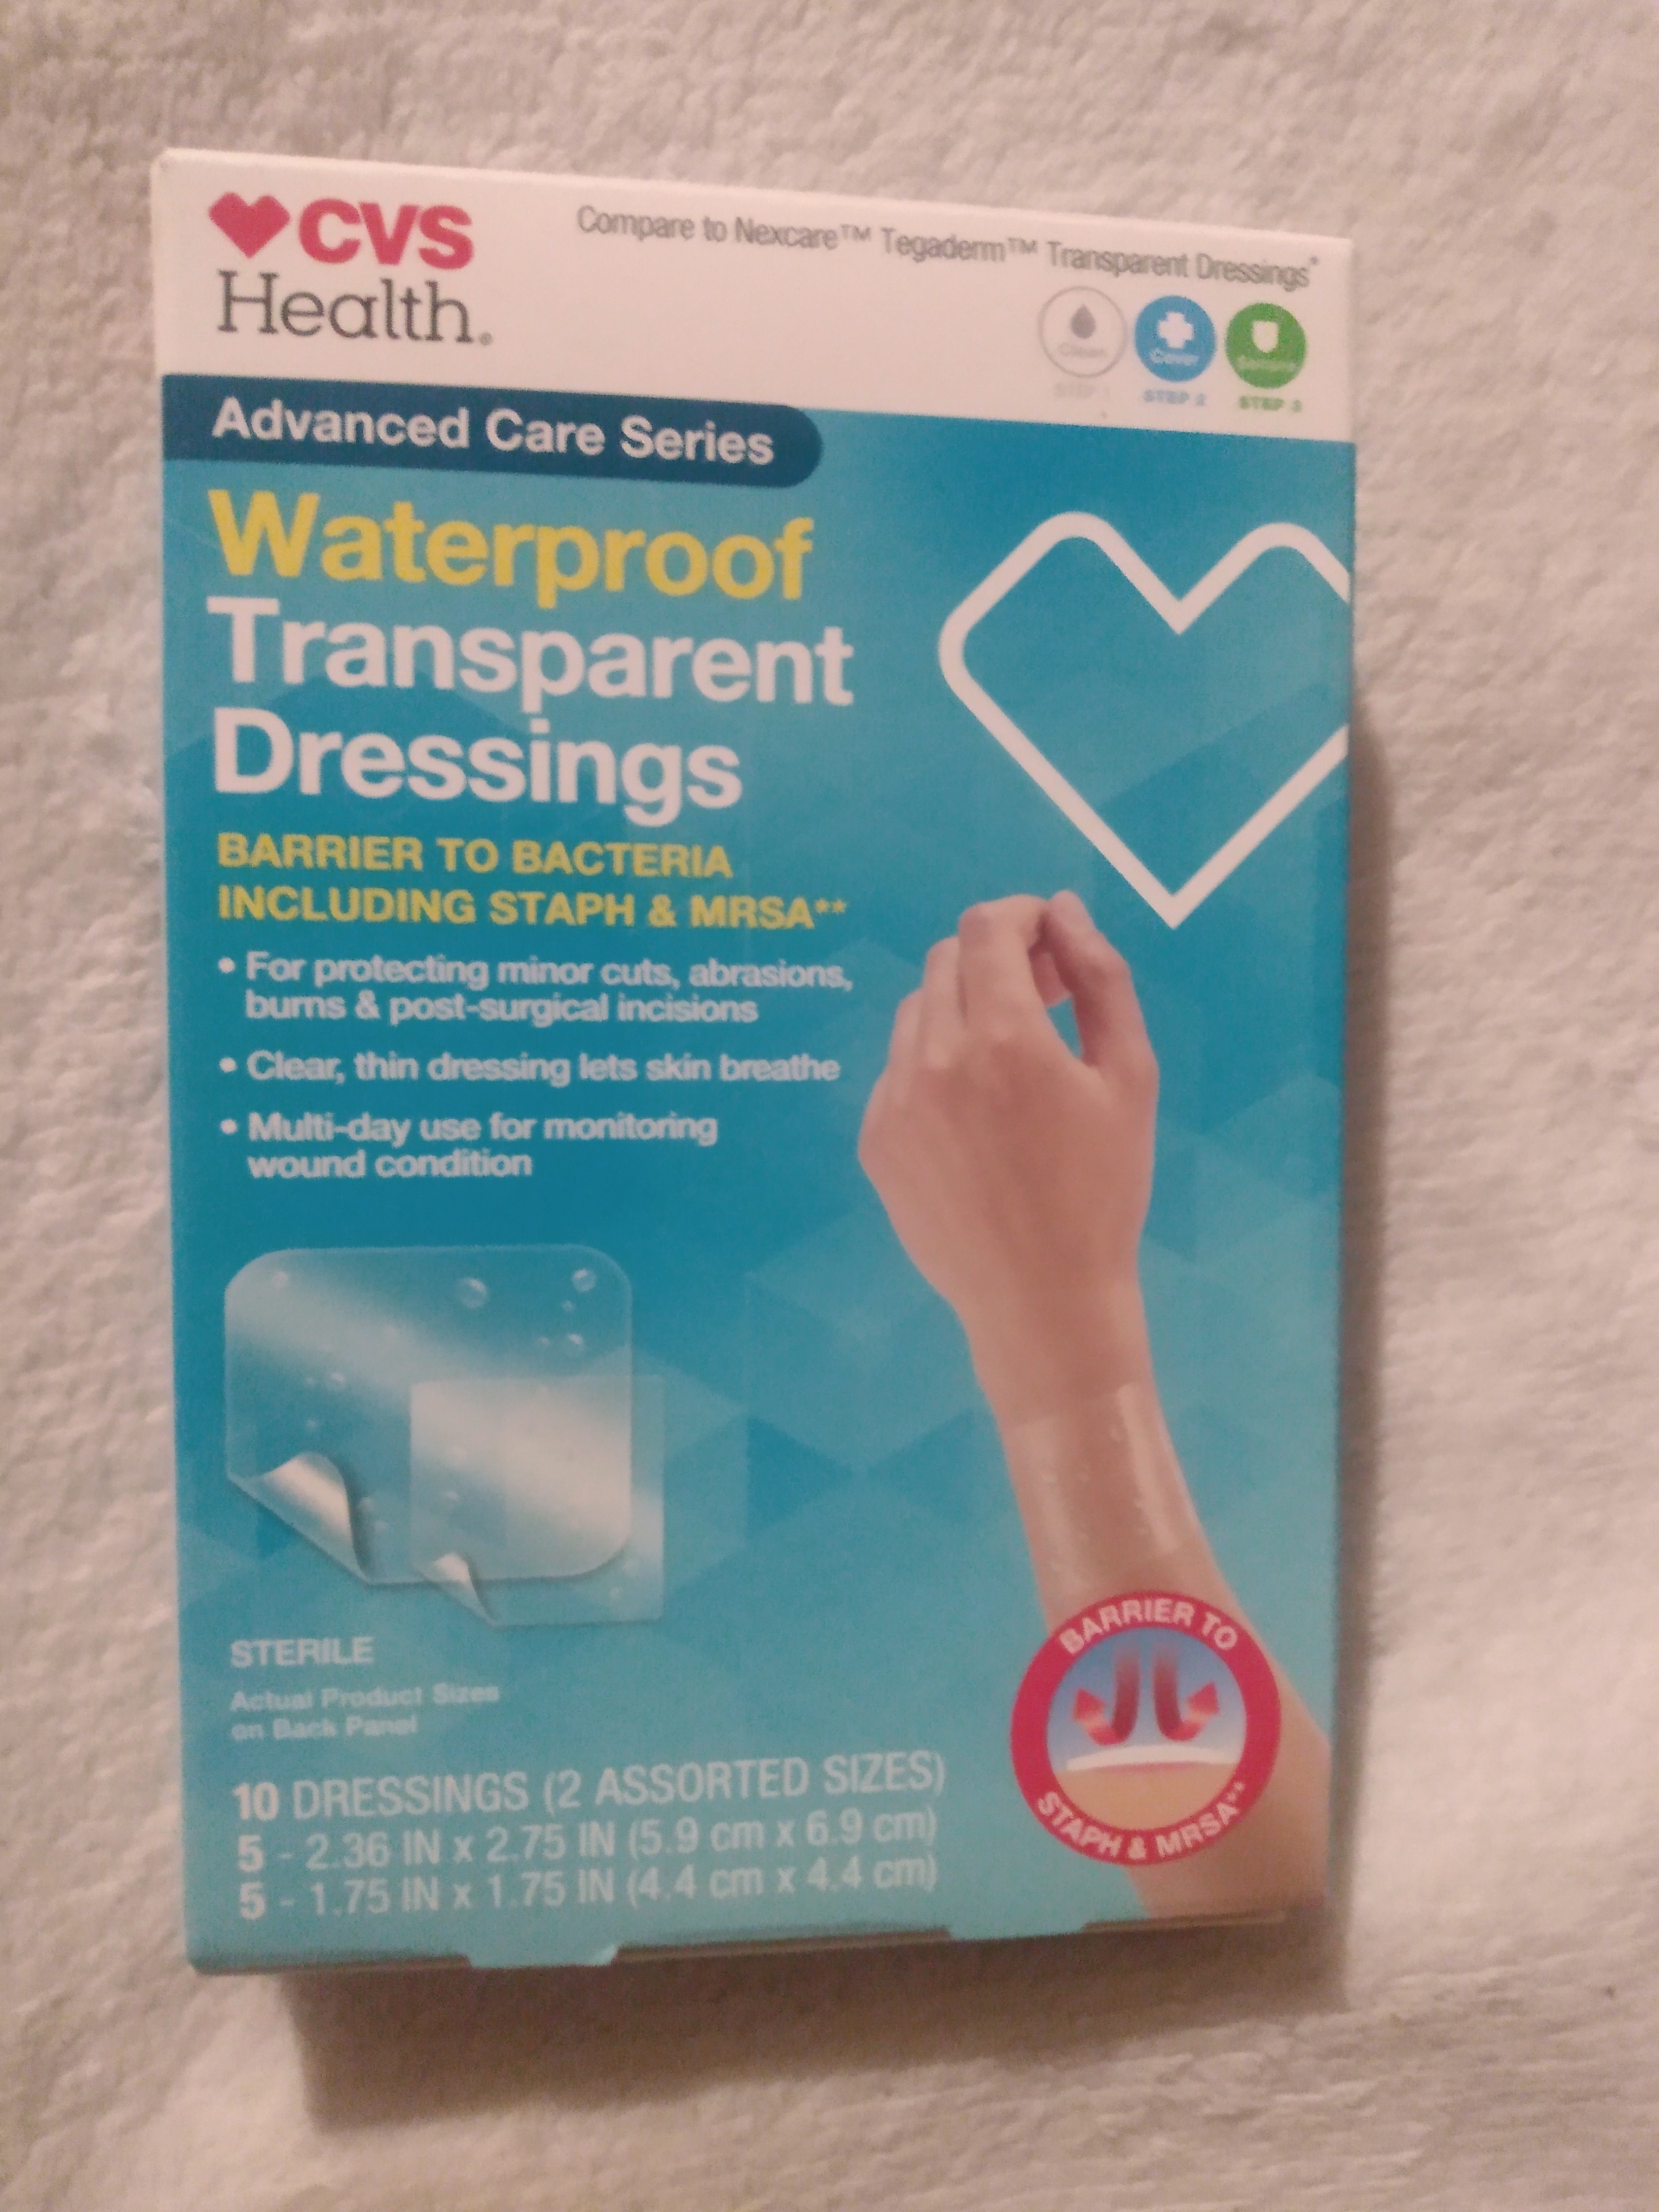 CVS
Health®
Compare to Nexcare™ Tegaderm™ Transparent Dressings*
Clean
Cover
STEP 1
STEP 2
STEP 3
Advanced Care Series
Waterproof
Transparent
Dressings
BARRIER TO BACTERIA
INCLUDING STAPH & MRSA**
• For protecting minor cuts, abrasions,
burns & post-surgical incisions
• Clear, thin dressing lets skin breathe
• Multi-day use for monitoring
wound condition
STERILE
Actual Product Sizes
on Back Panel
10 DRESSINGS (2 ASSORTED SIZES)
5 - 2.36 IN x 2.75 IN (5.9 cm x 6.9 cm)
5 - 1.75 IN x 1.75 IN (4.4 cm x 4.4 cm)
BARRIER TO
STAPH & MRSA**